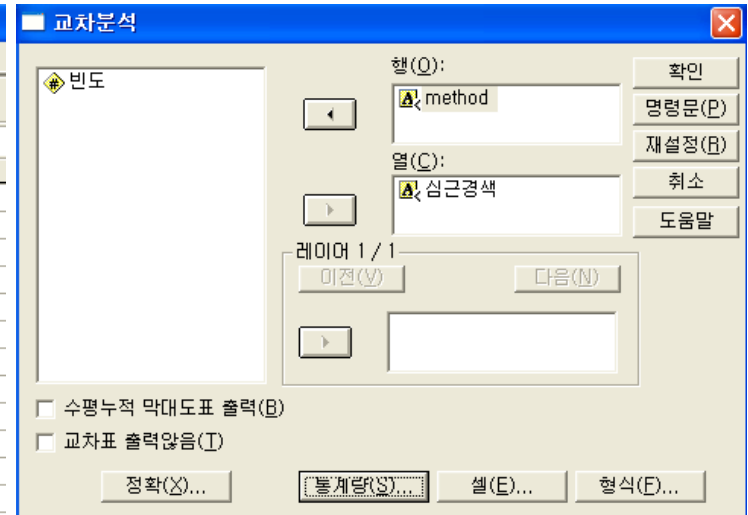 교차분석
빈도
행(O):
method
열(C):
심근경색
레이어 1 / 1
이전(V)
다음(N)
확인
명령문(P)
재설정(R)
취소
도움말
수평누적 막대도표 출력(B)
교차표 출력않음(T)
정확(X)...
통계량(S)...
셀(E)...
형식(F)...